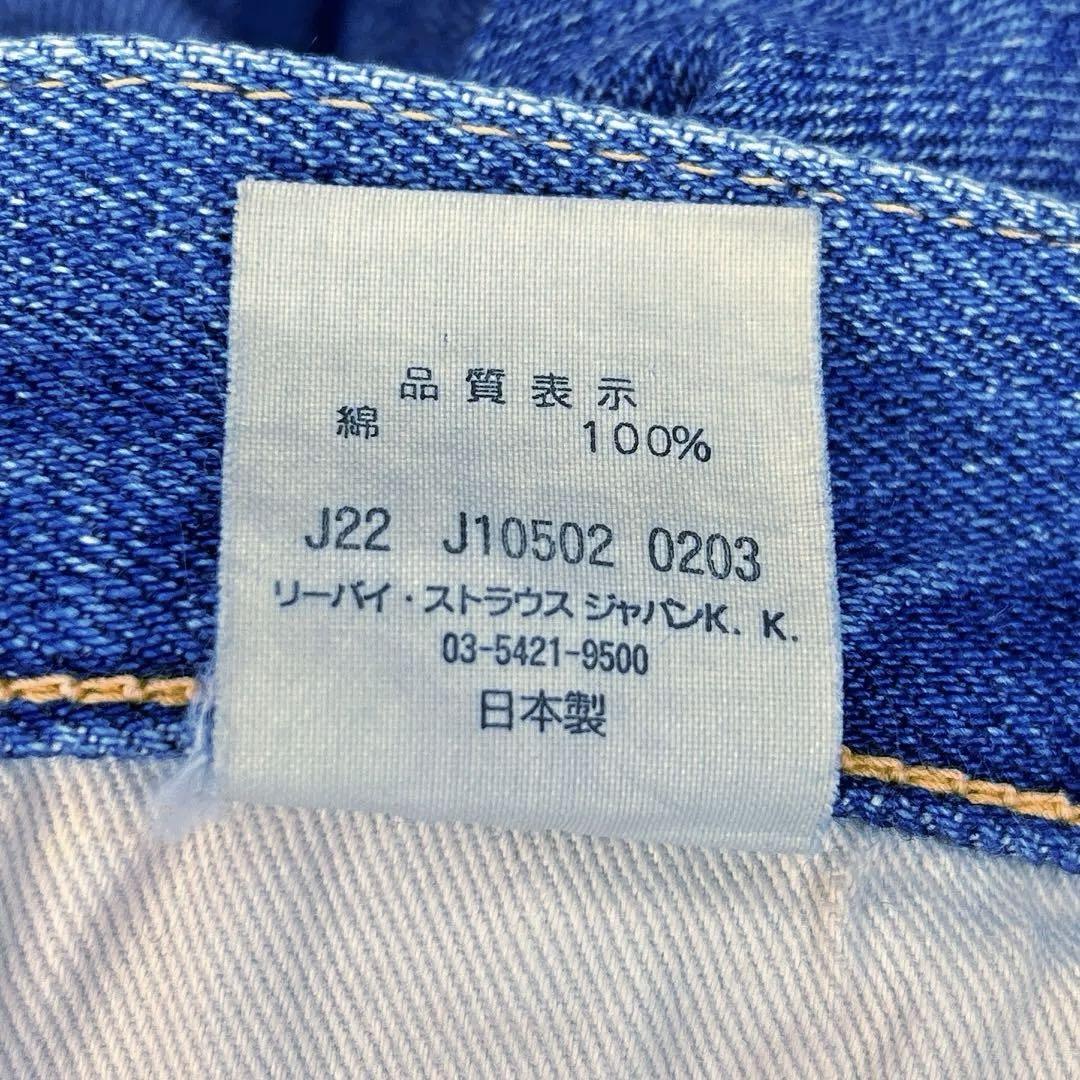 品質表示
綿 100%
J22 J10502 0203
リーバイ・ストラウス ジャパンK. K.
03-5421-9500
日本製